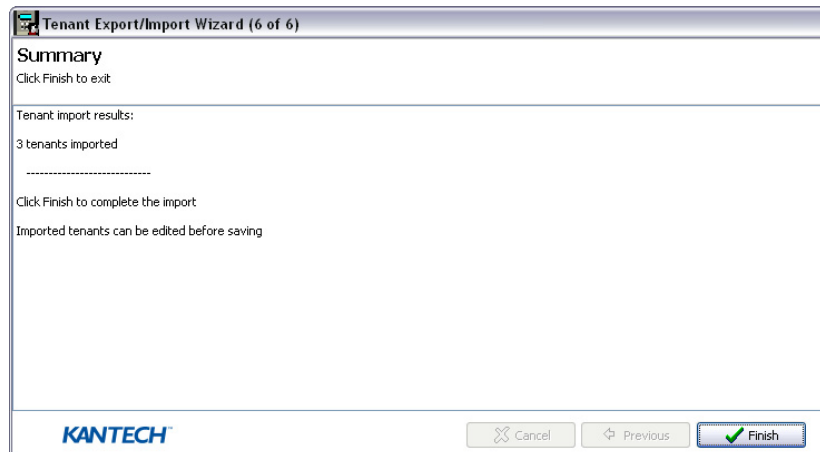 Tenant Export/Import Wizard (6 of 6)
Summary
Click Finish to exit
Tenant import results:
3 tenants imported
----------------------------
Click Finish to complete the import
Imported tenants can be edited before saving
KANTECH™
Cancel
Previous
Finish